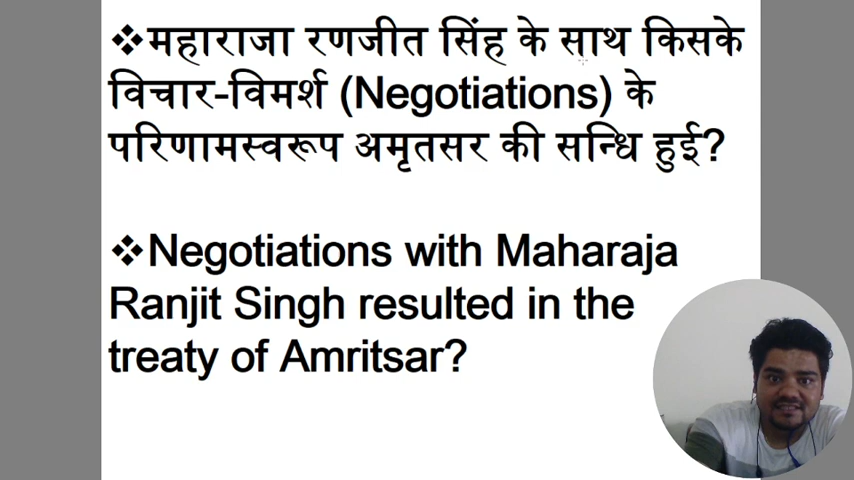 ❖महाराजा रणजीत सिंह के साथ किसके
विचार-विमर्श (Negotiations) के
परिणामस्वरूप अमृतसर की सन्धि हुई?
❖Negotiations with Maharaja
Ranjit Singh resulted in the
treaty of Amritsar?